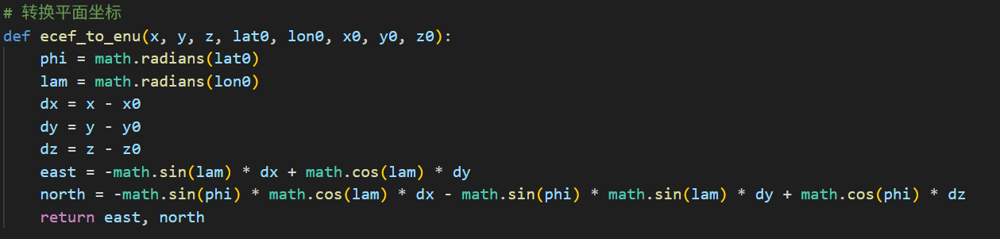 # 转换平面坐标
def ecef_to_enu(x, y, z, lat0, lon0, x0, y0, z0):
    phi = math.radians(lat0)
    lam = math.radians(lon0)
    dx = x - x0
    dy = y - y0
    dz = z - z0
    east = -math.sin(lam) * dx + math.cos(lam) * dy
    north = -math.sin(phi) * math.cos(lam) * dx - math.sin(phi) * math.sin(lam) * dy + math.cos(phi) * dz
    return east, north